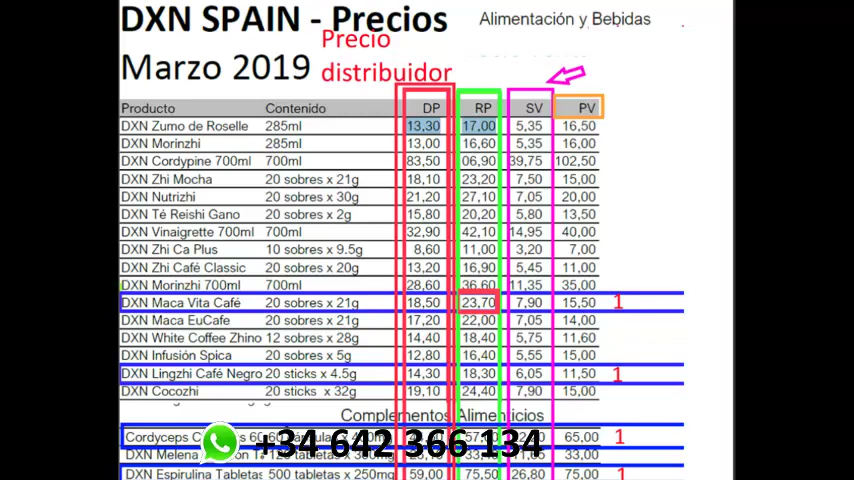 DXN SPAIN - Precios
Alimentación y Bebidas
Marzo 2019
Precio
distribuidor
Producto Contenido DP RP SV PV
DXN Zumo de Roselle 285ml 13,30 17,00 5,35 16,50
DXN Morinzhi 285ml 13,00 16,60 5,35 16,00
DXN Cordypine 700ml 700ml 83,50 06,90 39,75 102,50
DXN Zhi Mocha 20 sobres x 21g 18,10 23,20 7,50 15,00
DXN Nutrizhi 20 sobres x 30g 21,20 27,10 7,05 20,00
DXN Té Reishi Gano 20 sobres x 2g 15,80 20,20 5,80 13,50
DXN Vinaigrette 700ml 700ml 32,90 42,10 14,95 40,00
DXN Zhi Ca Plus 10 sobres x 9.5g 8,60 11,00 3,20 7,00
DXN Zhi Café Classic 20 sobres x 20g 13,20 16,90 5,45 11,00
DXN Morinzhi 700ml 700ml 28,60 36,60 11,35 35,00
DXN Maca Vita Café 20 sobres x 21g 18,50 23,70 7,90 15,50 1
DXN Maca EuCafe 20 sobres x 21g 17,20 22,00 7,05 14,00
DXN White Coffee Zhino 12 sobres x 28g 14,40 18,40 5,75 11,60
DXN Infusión Spica 20 sobres x 5g 12,80 16,40 5,55 15,00
DXN Lingzhi Café Negro 20 sticks x 4.5g 14,30 18,30 6,05 11,50 1
DXN Cocozhi 20 sticks x 32g 19,10 24,40 7,90 15,00
Complementos Alimenticios
Cordyceps 65,00 1
+34 642 366 134
DXN Melena 120 tabletas x 33,00
DXN Espirulina Tabletas 500 tabletas x 250mg 59,00 75,50 26,80 75,00 1